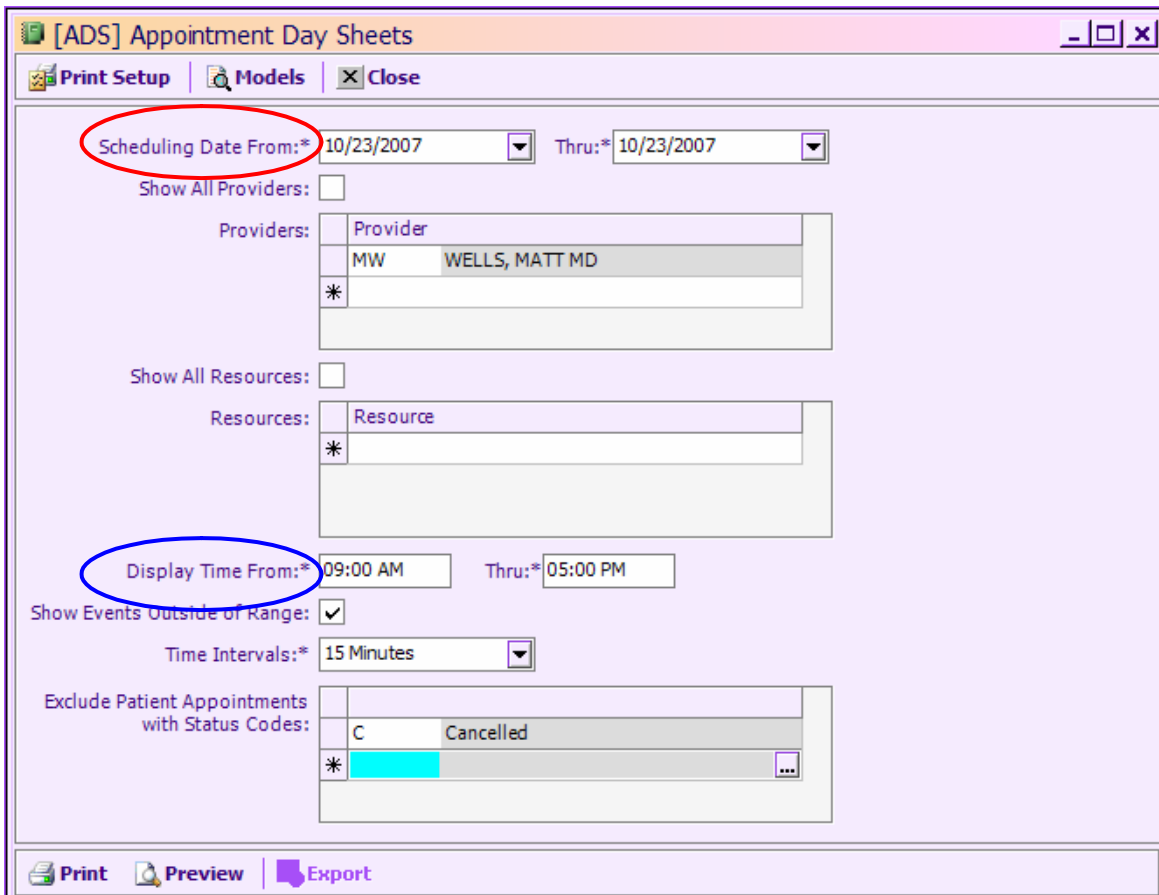 [ADS] Appointment Day Sheets
Print Setup Models Close
Scheduling Date From:* 10/23/2007 Thru:* 10/23/2007
Show All Providers:
Providers: Provider
MW WELLS, MATT MD
Show All Resources:
Resources: Resource
Display Time From:* 09:00 AM Thru:* 05:00 PM
Show Events Outside of Range:
Time Intervals:* 15 Minutes
Exclude Patient Appointments
with Status Codes:
C Cancelled
...
Print Preview Export